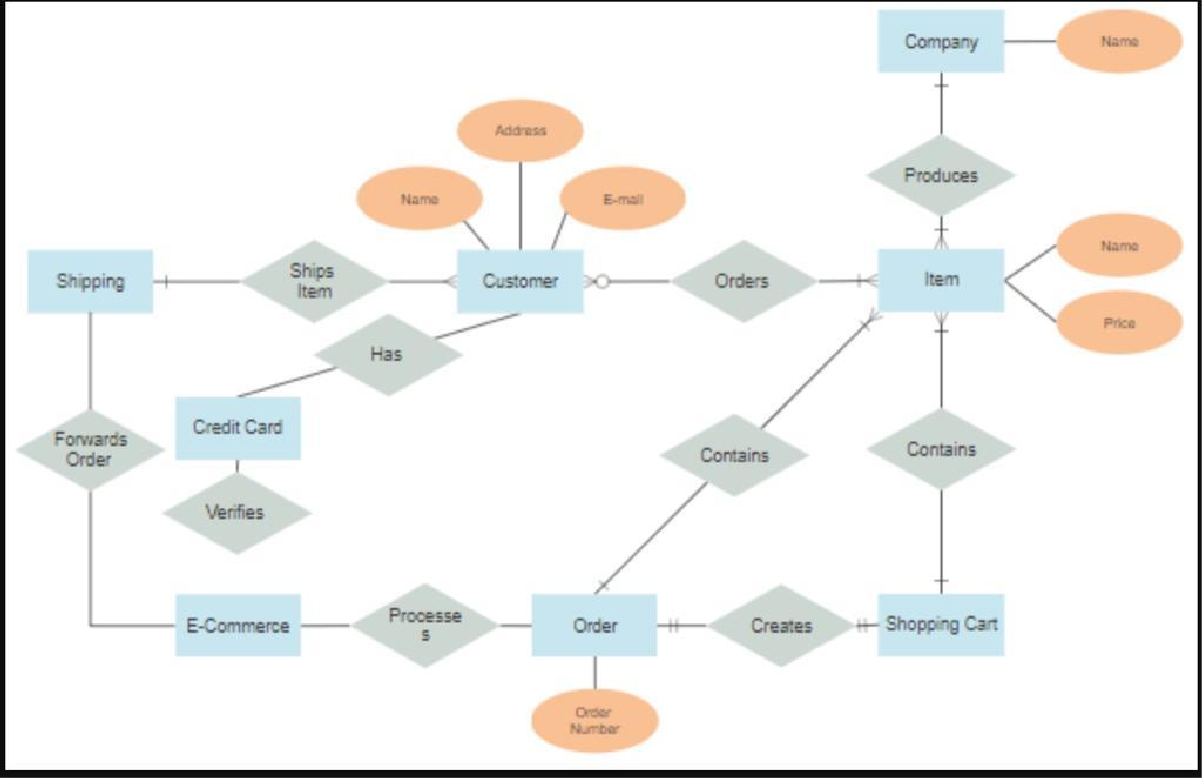 Company
Name
Address
Produces
Name
E-mail
Name
Shipping
Ships
Item
Customer
Orders
Item
Price
Has
Credit Card
Forwards
Order
Contains
Contains
Verifies
E-Commerce
Processe
s
Order
Creates
Shopping Cart
Order
Number